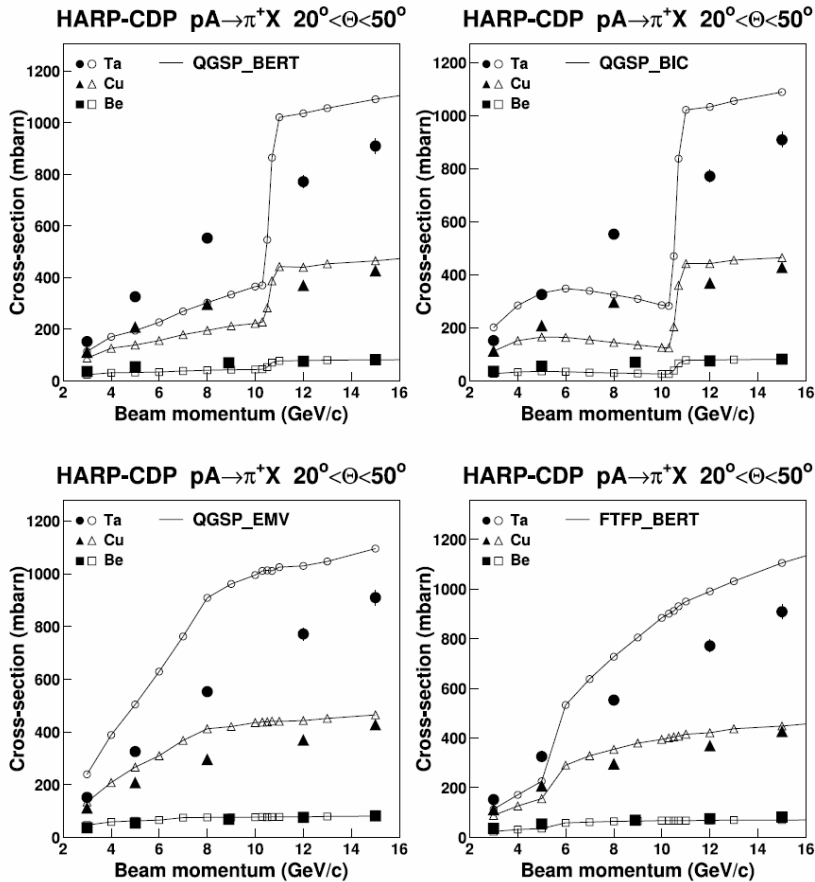 HARP-CDP pA→π⁺X 20°<Θ<50°
Cross-section (mbarn)
1200
1000
800
600
400
200
0
Ta
Cu
Be
QGSP_BERT
2 4 6 8 10 12 14 16
Beam momentum (GeV/c)
HARP-CDP pA→π⁺X 20°<Θ<50°
Cross-section (mbarn)
1200
1000
800
600
400
200
0
Ta
Cu
Be
QGSP_BIC
2 4 6 8 10 12 14 16
Beam momentum (GeV/c)
HARP-CDP pA→π⁺X 20°<Θ<50°
Cross-section (mbarn)
1200
1000
800
600
400
200
0
Ta
Cu
Be
QGSP_EMV
2 4 6 8 10 12 14 16
Beam momentum (GeV/c)
HARP-CDP pA→π⁺X 20°<Θ<50°
Cross-section (mbarn)
1200
1000
800
600
400
200
0
Ta
Cu
Be
FTFP_BERT
2 4 6 8 10 12 14 16
Beam momentum (GeV/c)